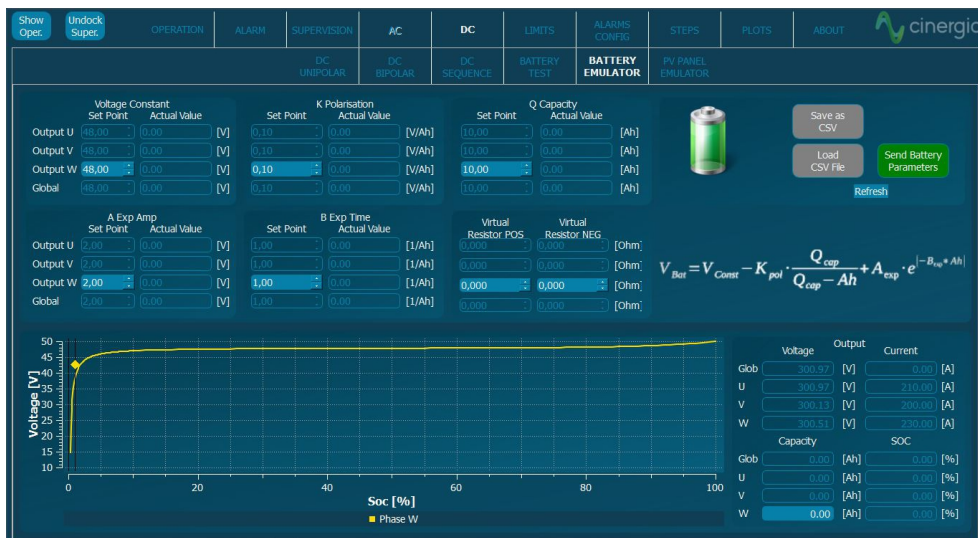 Show Oper.
Undock Super.
OPERATION
ALARM
SUPERVISION
AC
DC
LIMITS
ALARMS CONFIG
STEPS
PLOTS
ABOUT
cinergic
DC UNIPOLAR
DC BIPOLAR
DC SEQUENCE
BATTERY TEST
BATTERY EMULATOR
PV PANEL EMULATOR
Voltage Constant
Set Point Actual Value
Output U 48,00 0.00 [V]
Output V 48,00 0.00 [V]
Output W 48,00 0.00 [V]
Global 48,00 0.00 [V]
K Polarisation
Set Point Actual Value
0,10 0.00 [V/Ah]
0,10 0.00 [V/Ah]
0,10 0.00 [V/Ah]
0,10 0.00 [V/Ah]
Q Capacity
Set Point Actual Value
10,00 0.00 [Ah]
10,00 0.00 [Ah]
10,00 0.00 [Ah]
10,00 0.00 [Ah]
Save as CSV
Load CSV File
Send Battery Parameters
Refresh
A Exp Amp
Set Point Actual Value
Output U 2,00 0.00 [V]
Output V 2,00 0.00 [V]
Output W 2,00 0.00 [V]
Global 2,00 0.00 [V]
B Exp Time
Set Point Actual Value
1,00 0.00 [1/Ah]
1,00 0.00 [1/Ah]
1,00 0.00 [1/Ah]
1,00 0.00 [1/Ah]
Virtual Resistor POS Virtual Resistor NEG
0,000 0,000 [Ohm]
0,000 0,000 [Ohm]
0,000 0,000 [Ohm]
0,000 0,000 [Ohm]
V Bat = V Const − K pol · Q cap / Q cap − Ah + A exp · e |−B exp * Ah|
Voltage [V]
50
45
40
35
30
25
20
15
10
0 20 40 60 80 100
Soc [%]
Phase W
Output
Voltage Current
Glob 300.97 [V] 0.00 [A]
U 300.97 [V] 210.00 [A]
V 300.13 [V] 200.00 [A]
W 300.51 [V] 230.00 [A]
Capacity SOC
Glob 0.00 [Ah] 0.00 [%]
U 0.00 [Ah] 0.00 [%]
V 0.00 [Ah] 0.00 [%]
W 0.00 [Ah] 0.00 [%]